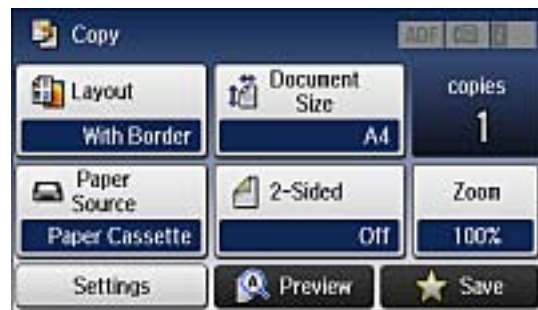 Copy
ADF
Layout
With Border
Document
Size
A4
copies
1
Paper
Source
Paper Cassette
2-Sided
Off
Zoom
100%
Settings
Preview
Save